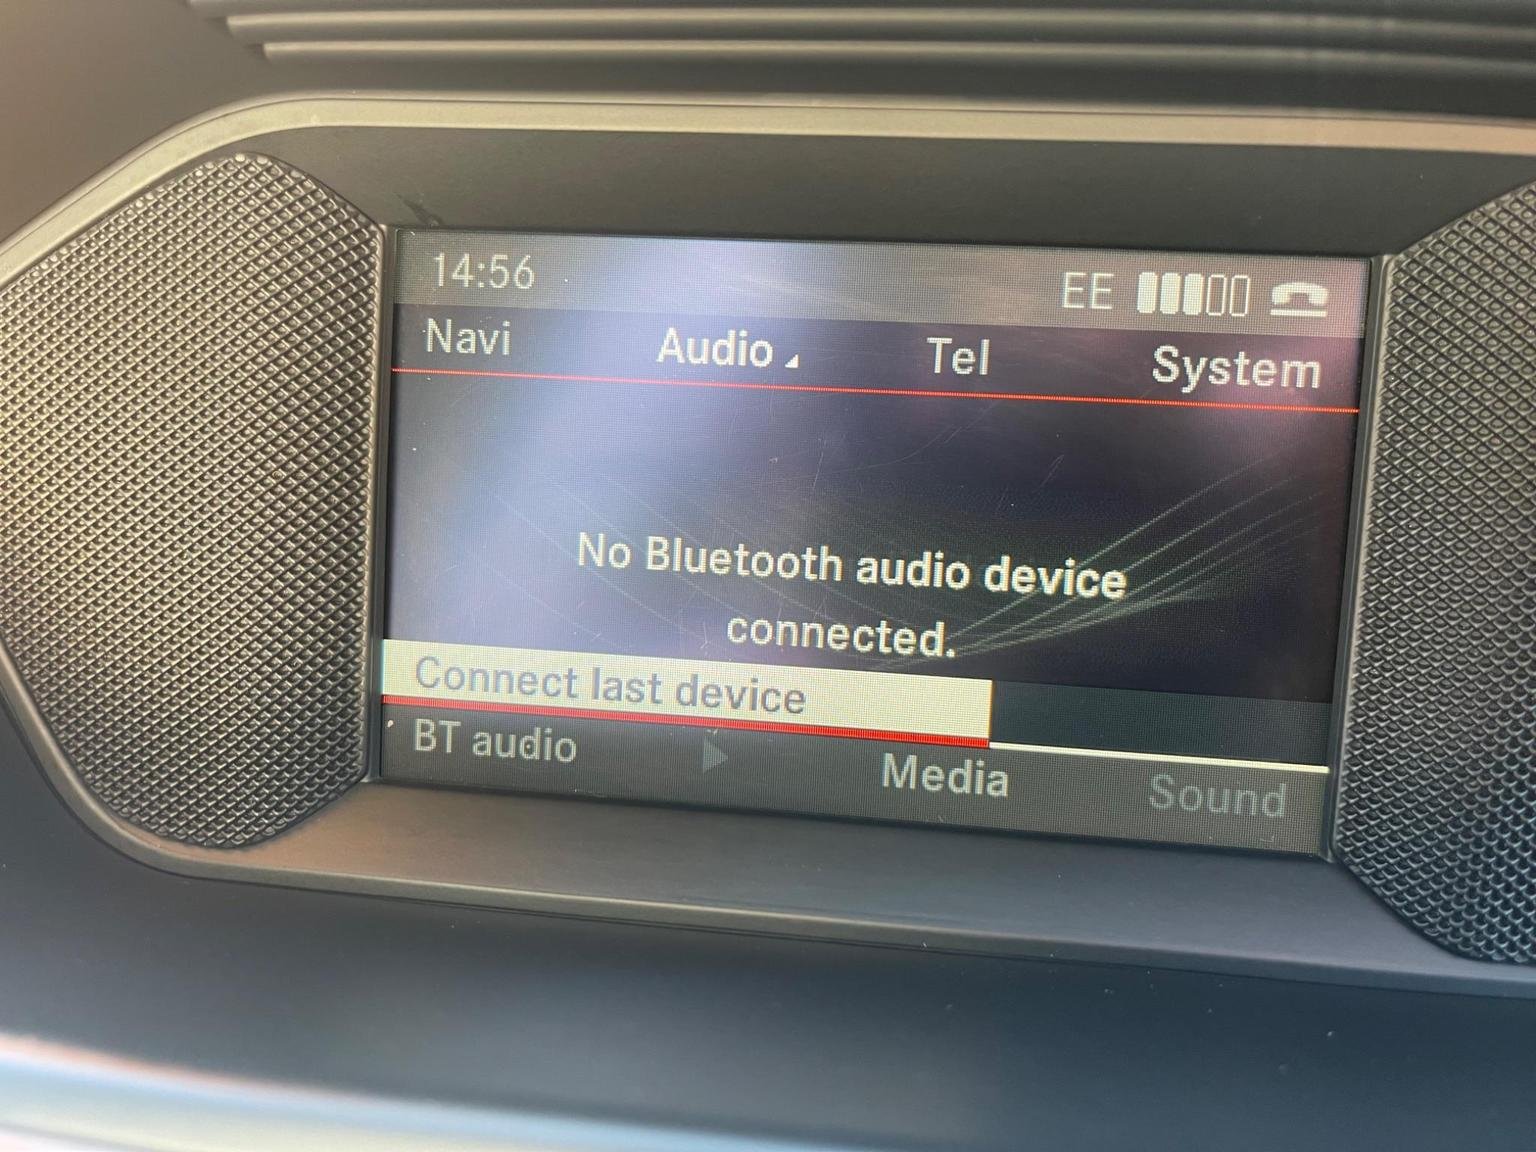 14:56 EE
Navi Audio Tel System
No Bluetooth audio device
connected.
Connect last device
BT audio Media Sound